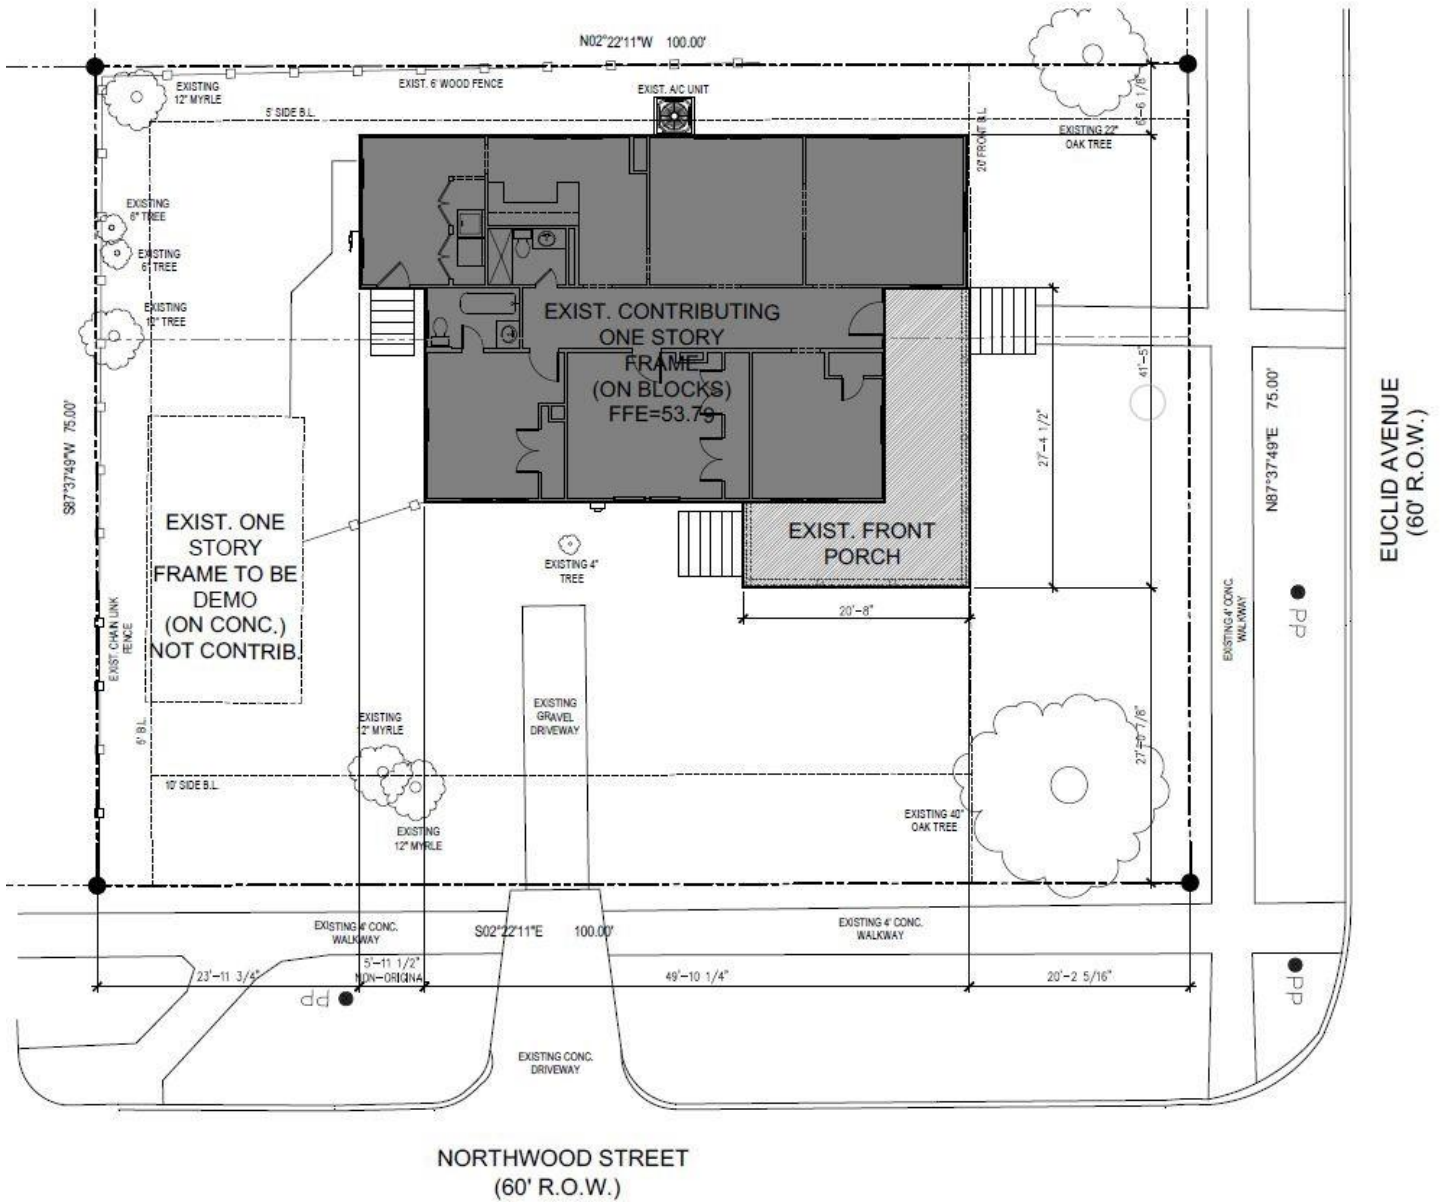 N02°22'11"W 100.00'
EXISTING
12" MYRLE
EXIST. 6' WOOD FENCE
EXIST. A/C UNIT
5' SIDE B.L.
20' FRONT B.L.
EXISTING 22"
OAK TREE
6'-6 1/8"
EXISTING
6" TREE
EXISTING
6" TREE
EXISTING
12" TREE
EXIST. CONTRIBUTING
ONE STORY
FRAME
(ON BLOCKS)
FFE=53.79
41'-5"
27'-4 1/2"
S87°37'49"W 75.00'
N87°37'49"E 75.00'
EUCLID AVENUE
(60' R.O.W.)
EXIST. ONE
STORY
FRAME TO BE
DEMO
(ON CONC.)
NOT CONTRIB.
EXIST. FRONT
PORCH
EXISTING 4"
TREE
20'-8"
EXIST. CHAIN LINK
FENCE
EXISTING 4' CONC.
WALKWAY
PP
EXISTING
GRAVEL
DRIVEWAY
EXISTING
12" MYRLE
27'-0 7/8"
10' SIDE B.L.
EXISTING
12" MYRLE
EXISTING 40"
OAK TREE
EXISTING 4' CONC.
WALKWAY
S02°22'11"E 100.00'
EXISTING 4' CONC.
WALKWAY
23'-11 3/4"
5'-11 1/2"
NON-ORIGINA
49'-10 1/4"
20'-2 5/16"
PP
PP
EXISTING CONC.
DRIVEWAY
NORTHWOOD STREET
(60' R.O.W.)